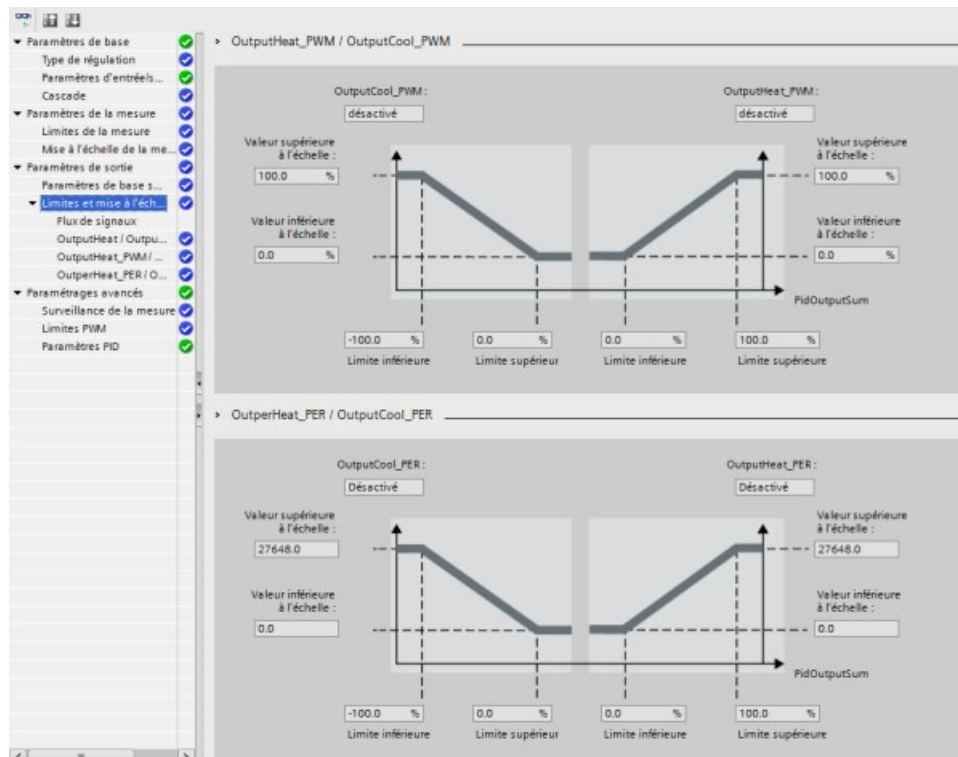 Paramètres de base
Type de régulation
Paramètres d'entrée/s...
Cascade
Paramètres de la mesure
Limites de la mesure
Mise à l'échelle de la me...
Paramètres de sortie
Paramètres de base s...
Limites et mise à l'éch...
Flux de signaux
OutputHeat / Outpu...
OutputHeat_PWM / ...
OutperHeat_PER / O...
Paramétrages avancés
Surveillance de la mesure
Limites PWM
Paramètres PID
> OutputHeat_PWM / OutputCool_PWM
OutputCool_PWM :
désactivé
OutputHeat_PWM :
désactivé
Valeur supérieure
à l'échelle :
100.0 %
Valeur inférieure
à l'échelle :
0.0 %
Valeur supérieure
à l'échelle :
100.0 %
Valeur inférieure
à l'échelle :
0.0 %
PidOutputSum
-100.0 % 0.0 % 0.0 % 100.0 %
Limite inférieure Limite supérieur Limite inférieure Limite supérieure
> OutperHeat_PER / OutputCool_PER
OutputCool_PER :
Désactivé
OutputHeat_PER :
Désactivé
Valeur supérieure
à l'échelle :
27648.0
Valeur inférieure
à l'échelle :
0.0
Valeur supérieure
à l'échelle :
27648.0
Valeur inférieure
à l'échelle :
0.0
PidOutputSum
-100.0 % 0.0 % 0.0 % 100.0 %
Limite inférieure Limite supérieur Limite inférieure Limite supérieure